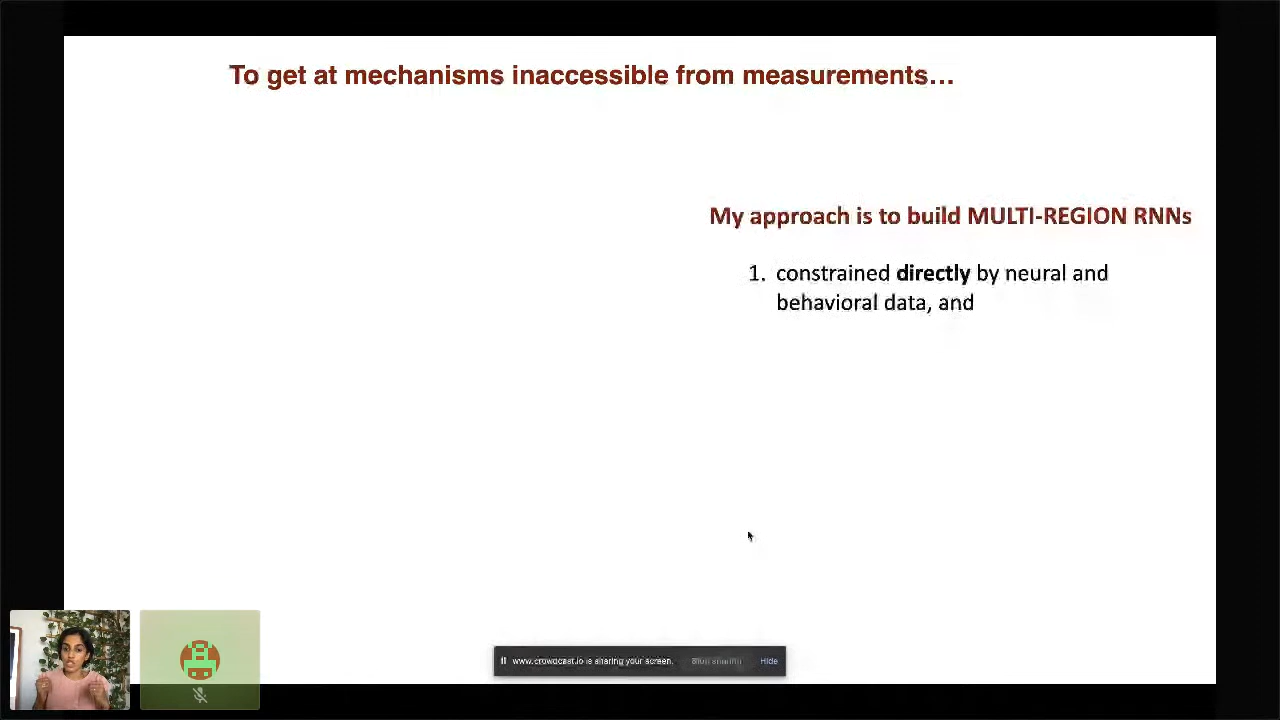 To get at mechanisms inaccessible from measurements…
My approach is to build MULTI-REGION RNNs
1. constrained directly by neural and
behavioral data, and
www.crowdcast.io is sharing your screen.
Stop sharing
Hide